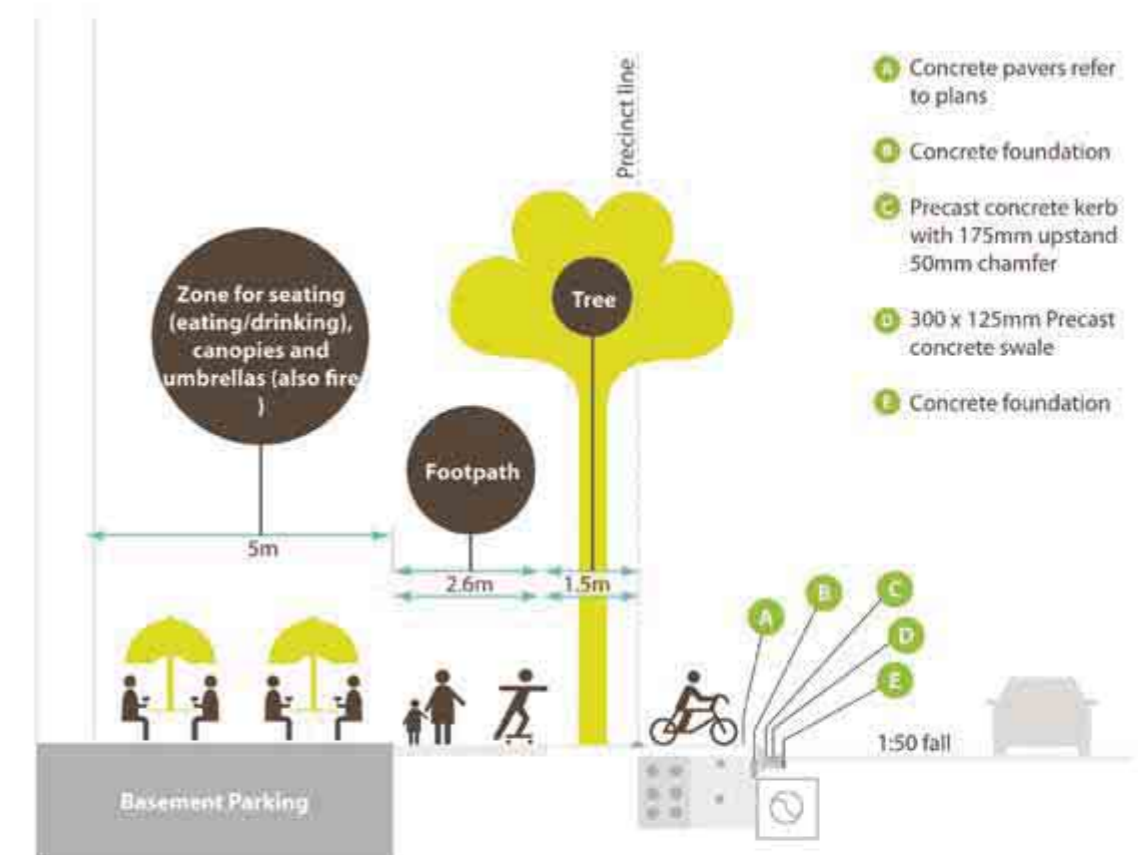 Precinct line
A Concrete pavers refer
to plans
B Concrete foundation
C Precast concrete kerb
with 175mm upstand
50mm chamfer
D 300 x 125mm Precast
concrete swale
E Concrete foundation
Zone for seating
(eating/drinking),
canopies and
umbrellas (also fire
)
Tree
Footpath
5m
2.6m
1.5m
A
B
C
D
E
1:50 fall
Basement Parking